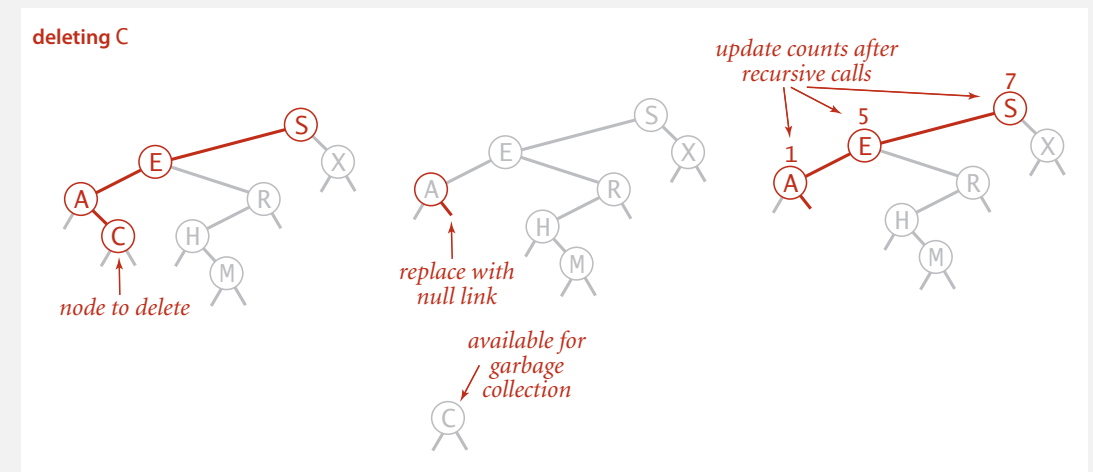 deleting C
S
E
X
A
R
C
H
M
node to delete
S
E
X
A
R
H
M
replace with
null link
available for
garbage
collection
C
update counts after
recursive calls
7
S
5
E
X
1
A
R
H
M